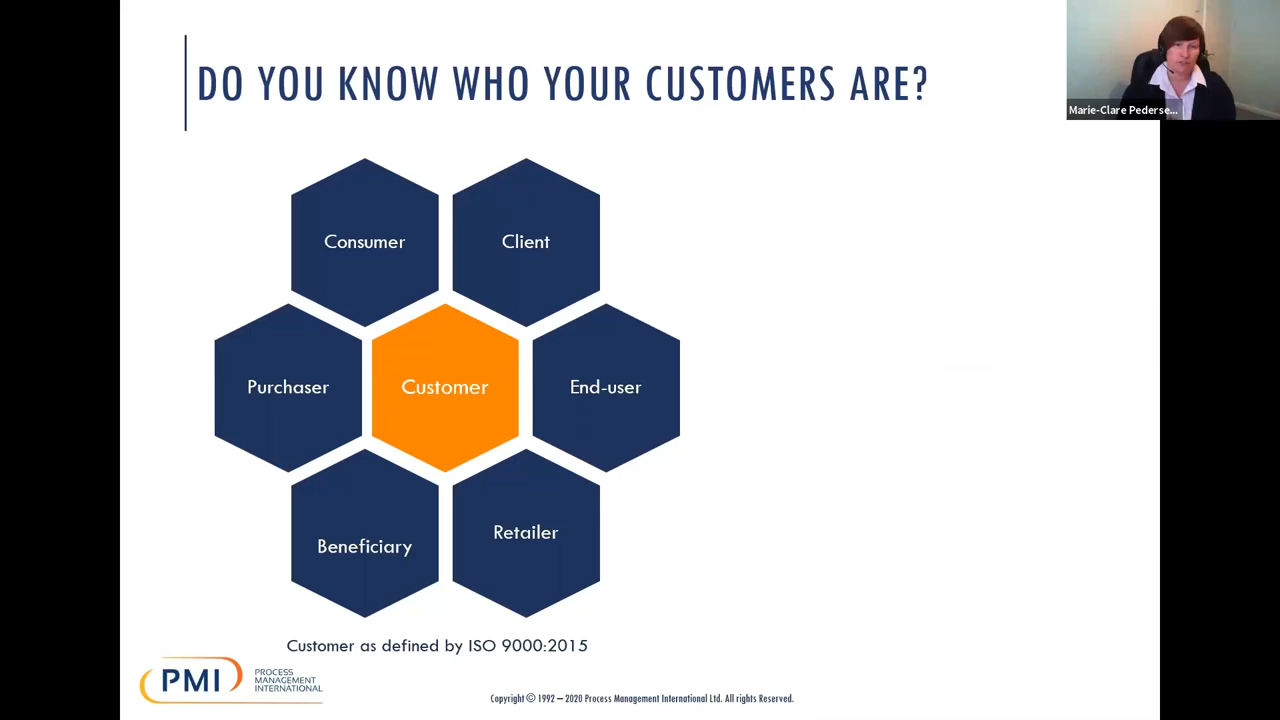 DO YOU KNOW WHO YOUR CUSTOMERS ARE?
Marie-Clare Pederse...
Consumer
Client
Purchaser
Customer
End-user
Beneficiary
Retailer
Customer as defined by ISO 9000:2015
PMI
PROCESS
MANAGEMENT
INTERNATIONAL
Copyright © 1992 – 2020 Process Management International Ltd. All rights Reserved.